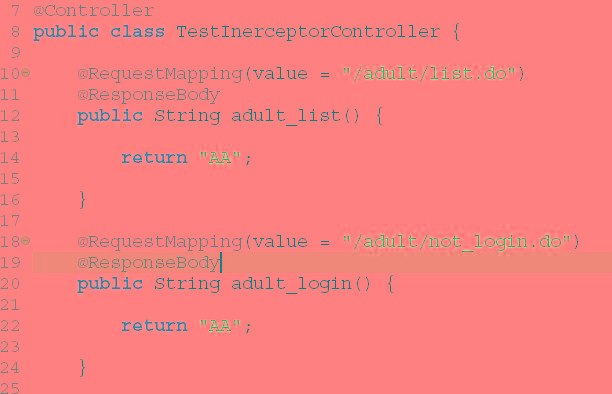 7 @Controller
8 public class TestInerceptorController {
9
10 @RequestMapping(value = "/adult/list.do")
11 @ResponseBody
12 public String adult_list() {
13
14 return "AA";
15
16 }
17
18 @RequestMapping(value = "/adult/not_login.do")
19 @ResponseBody
20 public String adult_login() {
21
22 return "AA";
23
24 }
25